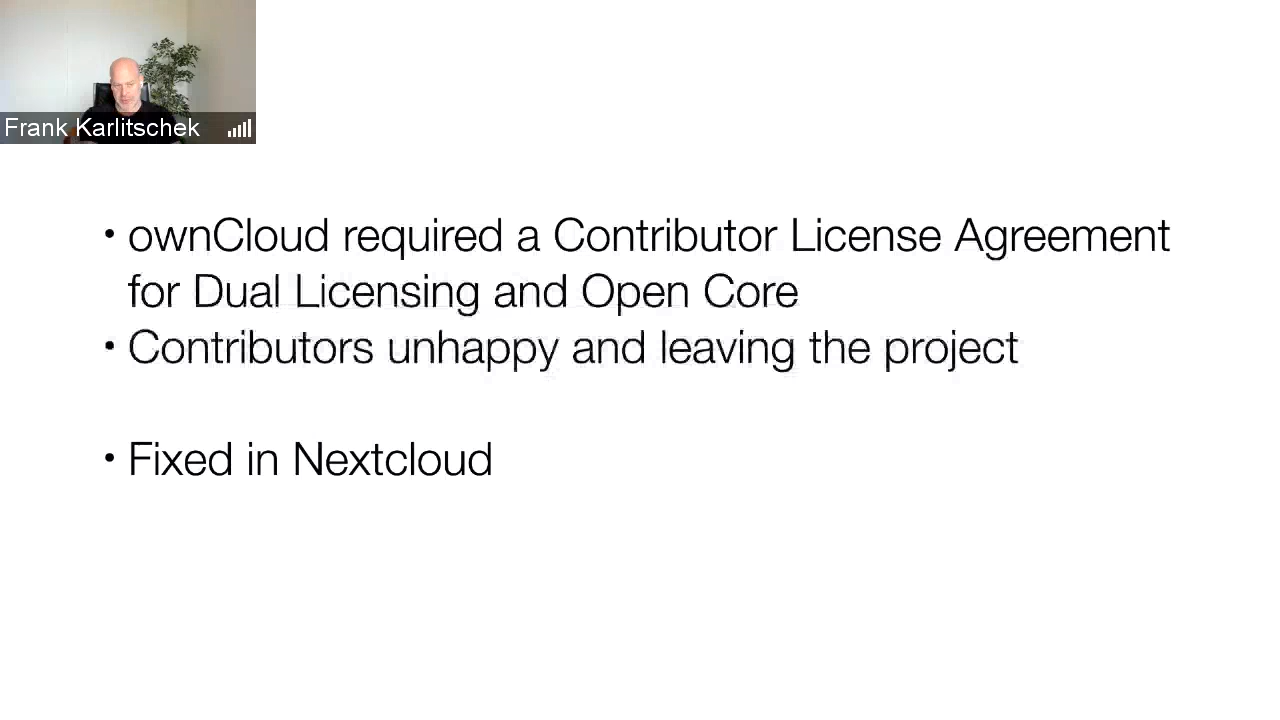 Frank Karlitschek
• ownCloud required a Contributor License Agreement
for Dual Licensing and Open Core
• Contributors unhappy and leaving the project
• Fixed in Nextcloud